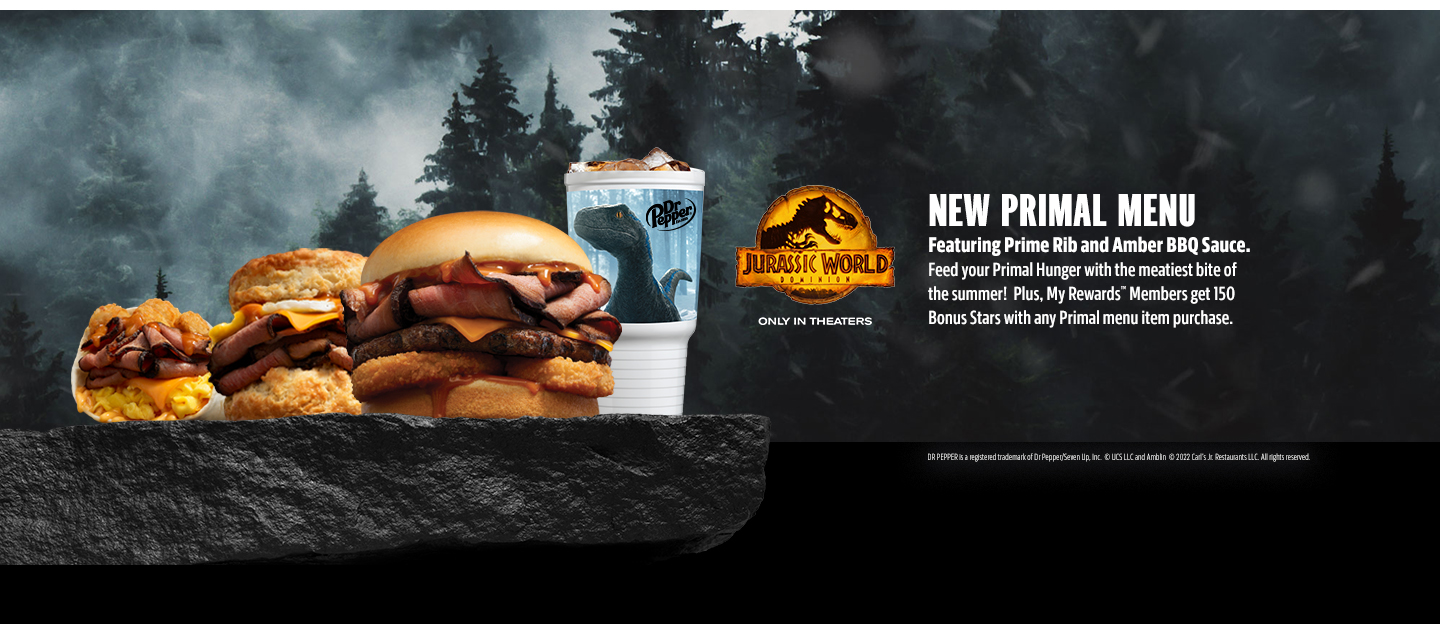 Dr
Pepper
JURASSIC WORLD
DOMINION
ONLY IN THEATERS
NEW PRIMAL MENU
Featuring Prime Rib and Amber BBQ Sauce.
Feed your Primal Hunger with the meatiest bite of
the summer! Plus, My Rewards™ Members get 150
Bonus Stars with any Primal menu item purchase.
DR PEPPER is a registered trademark of Dr Pepper/Seven Up, Inc. © UCS LLC and Amblin © 2022 Carl's Jr. Restaurants LLC. All rights reserved.